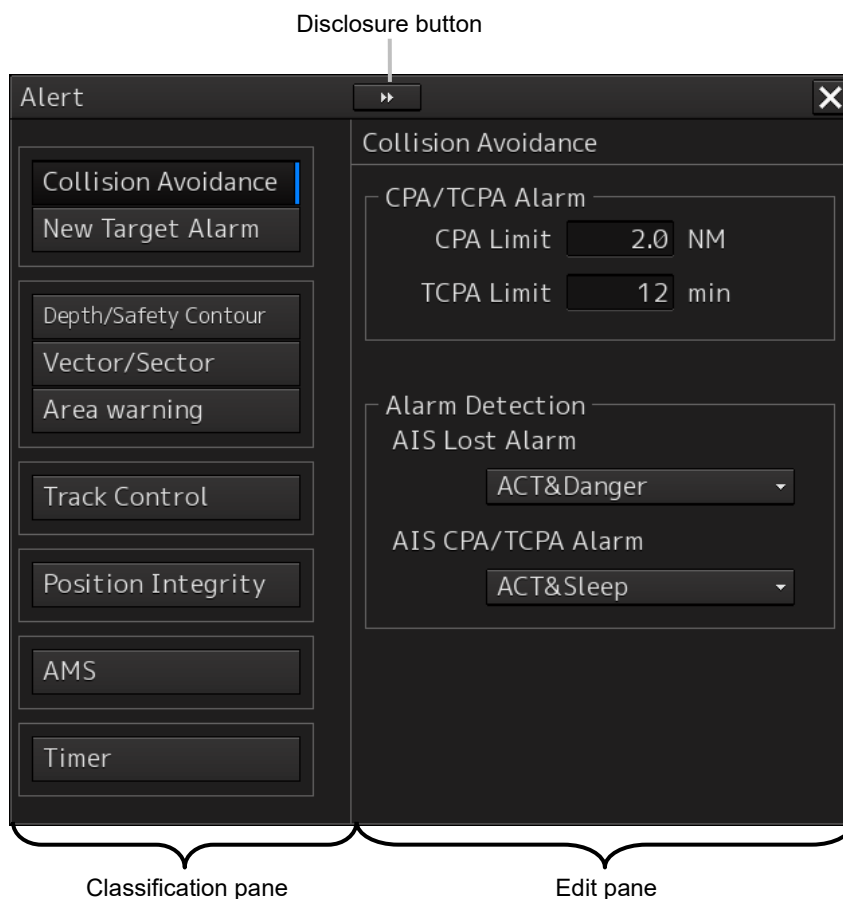 Disclosure button
Alert
Collision Avoidance
New Target Alarm
Depth/Safety Contour
Vector/Sector
Area warning
Track Control
Position Integrity
AMS
Timer
Collision Avoidance
CPA/TCPA Alarm
CPA Limit 2.0 NM
TCPA Limit 12 min
Alarm Detection
AIS Lost Alarm
ACT&Danger
AIS CPA/TCPA Alarm
ACT&Sleep
Classification pane
Edit pane